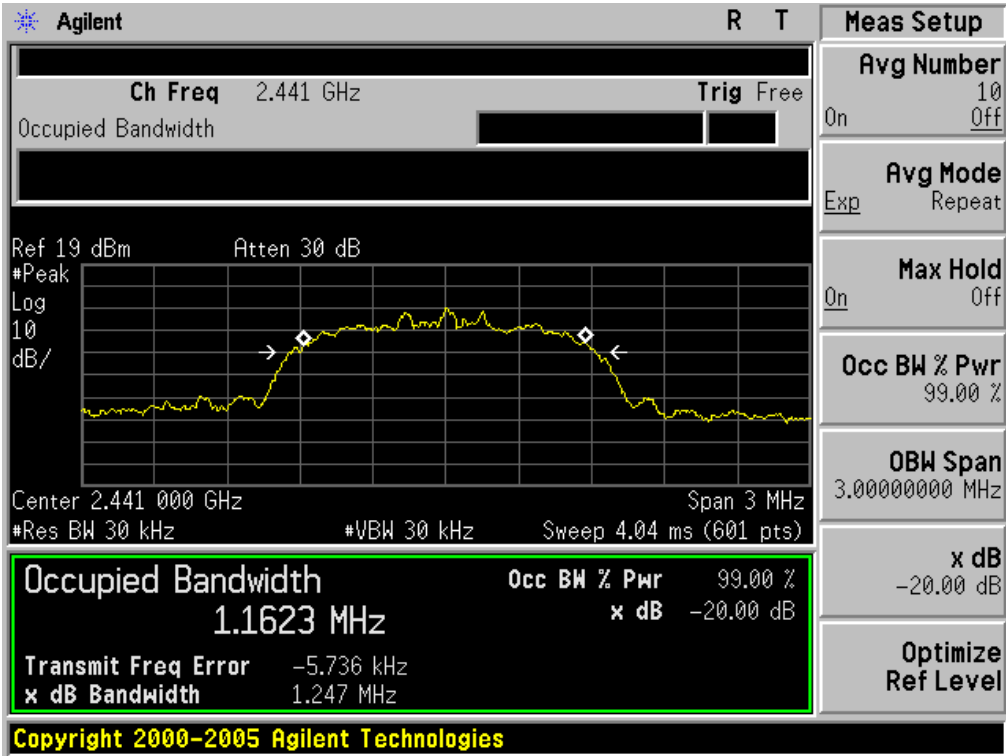 Agilent R T
Ch Freq 2.441 GHz Trig Free
Occupied Bandwidth
Ref 19 dBm Atten 30 dB
#Peak
Log
10
dB/
Center 2.441 000 GHz Span 3 MHz
#Res BW 30 kHz #VBW 30 kHz Sweep 4.04 ms (601 pts)
Occupied Bandwidth Occ BW % Pwr 99.00 %
1.1623 MHz x dB -20.00 dB
Transmit Freq Error -5.736 kHz
x dB Bandwidth 1.247 MHz
Copyright 2000-2005 Agilent Technologies
Meas Setup
Avg Number
10
On Off
Avg Mode
Exp Repeat
Max Hold
On Off
Occ BW % Pwr
99.00 %
OBW Span
3.00000000 MHz
x dB
-20.00 dB
Optimize
Ref Level